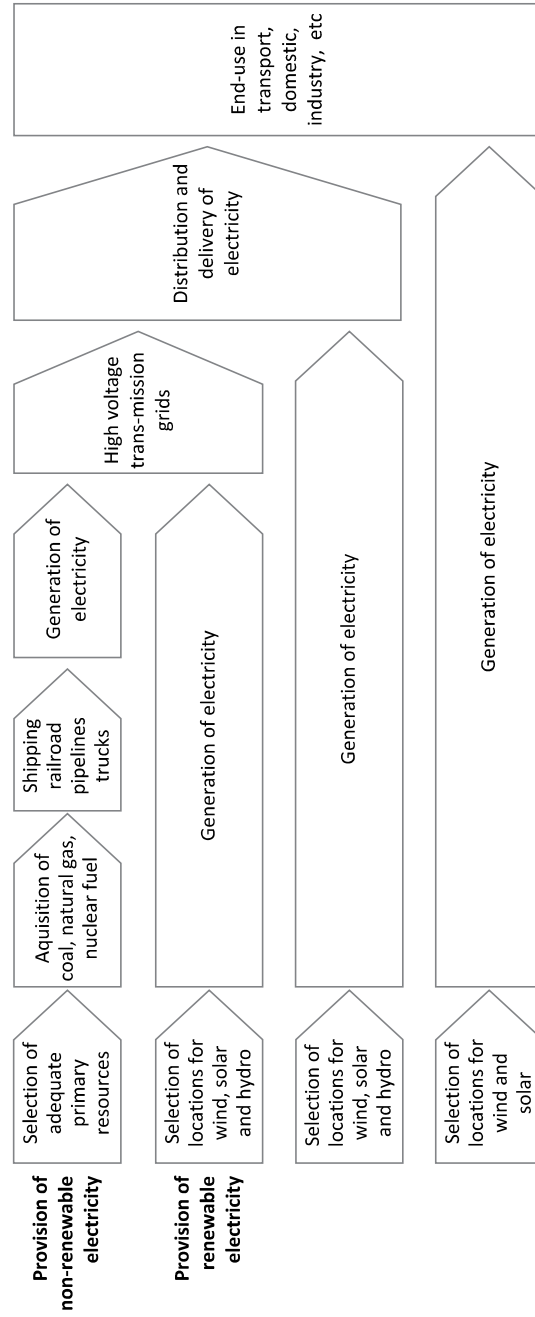 Provision of
non-renewable
electricity
Selection of
adequate
primary
resources
Aquisition of
coal, natural gas,
nuclear fuel
Shipping
railroad
pipelines
trucks
Generation of
electricity
High voltage
trans-mission
grids
Distribution and
delivery of
electricity
End-use in
transport,
domestic,
industry, etc
Provision of
renewable
electricity
Selection of
locations for
wind, solar
and hydro
Generation of electricity
Selection of
locations for
wind, solar
and hydro
Generation of electricity
Selection of
locations for
wind and
solar
Generation of electricity